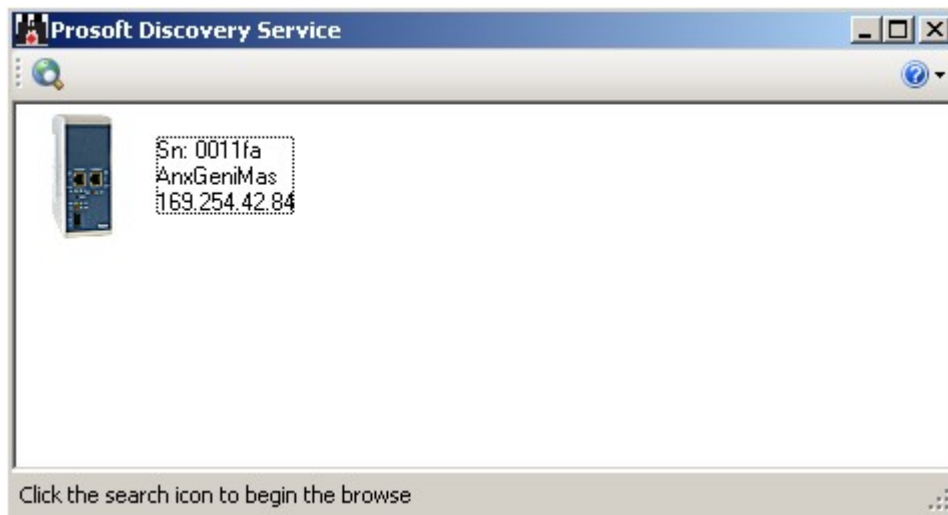 Prosoft Discovery Service
Sn: 0011fa
AnxGeniMas
169.254.42.84
Click the search icon to begin the browse